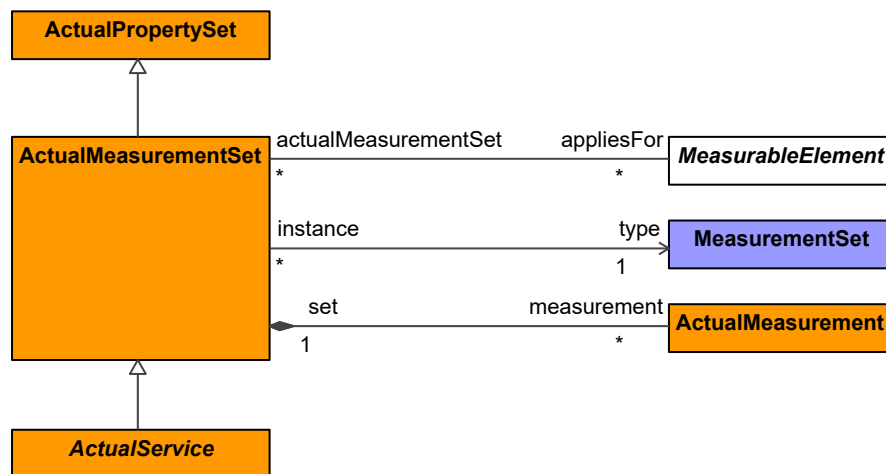 ActualPropertySet
ActualMeasurementSet
actualMeasurementSet appliesFor
* *
MeasurableElement
instance type
* 1
MeasurementSet
set measurement
1 *
ActualMeasurement
ActualService